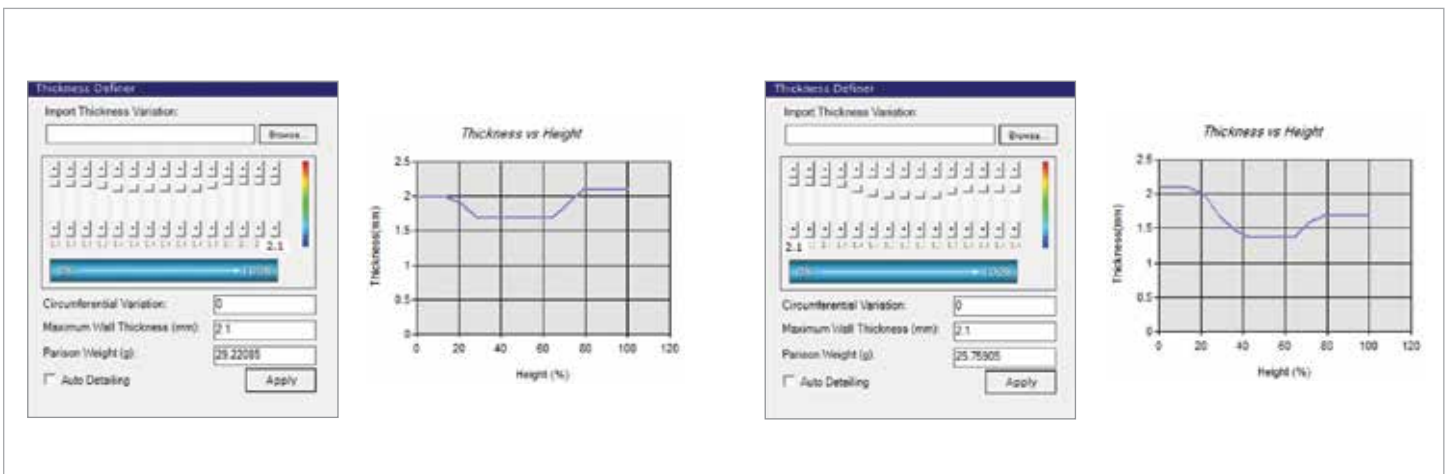 Thickness Definer
Import Thickness Variation:
Browse...
2.1
0%
100%
Circumferential Variation:
0
Maximum Wall Thickness (mm):
2.1
Parison Weight (g):
29.22085
Auto Detailing
Apply
Thickness vs Height
Thickness(mm)
2.5
2
1.5
1
0.5
0
0 20 40 60 80 100 120
Height (%)
Thickness Definer
Import Thickness Variation:
Browse...
2.1
0%
100%
Circumferential Variation:
0
Maximum Wall Thickness (mm):
2.1
Parison Weight (g):
25.75905
Auto Detailing
Apply
Thickness vs Height
Thickness(mm)
2.5
2
1.5
1
0.5
0
0 20 40 60 80 100 120
Height (%)